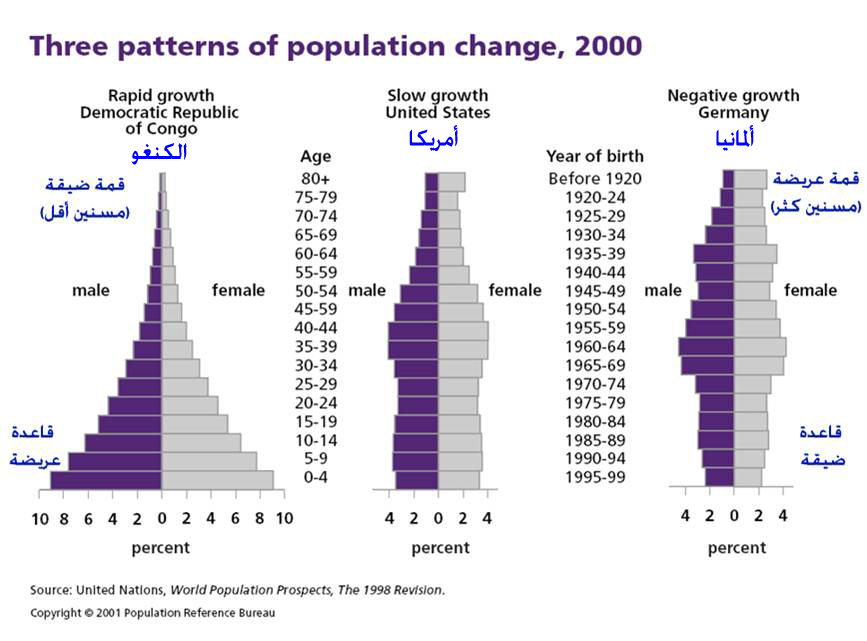 Three patterns of population change, 2000
Rapid growth
Democratic Republic
of Congo
الكنغو
Slow growth
United States
أمريكا
Negative growth
Germany
ألمانيا
قمة ضيقة
(مسنين أقل)
قمة عريضة
(مسنين كثر)
Age
80+
75-79
70-74
65-69
60-64
55-59
50-54
45-59
40-44
35-39
30-34
25-29
20-24
15-19
10-14
5-9
0-4
Year of birth
Before 1920
1920-24
1925-29
1930-34
1935-39
1940-44
1945-49
1950-54
1955-59
1960-64
1965-69
1970-74
1975-79
1980-84
1985-89
1990-94
1995-99
male female male female male female
قاعدة
عريضة
قاعدة
ضيقة
10 8 6 4 2 0 2 4 6 8 10
4 2 0 2 4
4 2 0 2 4
percent
percent
percent
Source: United Nations, World Population Prospects, The 1998 Revision.
Copyright © 2001 Population Reference Bureau